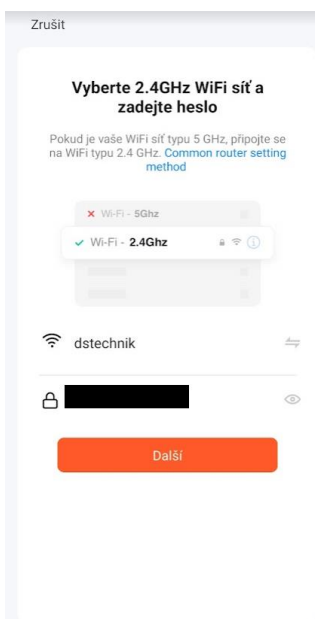 Zrušit
Vyberte 2.4GHz WiFi síť a
zadejte heslo
Pokud je vaše WiFi síť typu 5 GHz, připojte se
na WiFi typu 2.4 GHz. Common router setting
method
Wi-Fi - 5Ghz
Wi-Fi - 2.4Ghz
dstechnik
Další